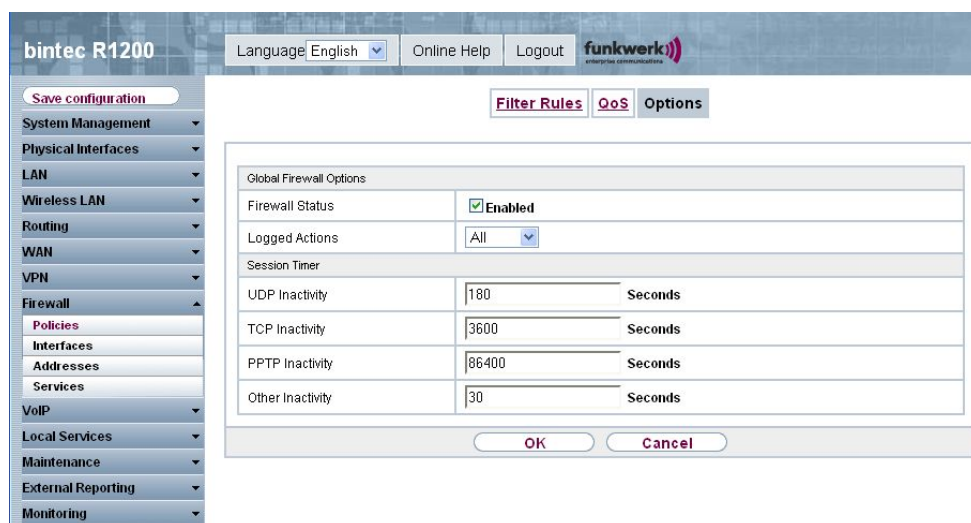 bintec R1200
Language English Online Help Logout funkwerk
enterprise communications
Save configuration
System Management
Physical Interfaces
LAN
Wireless LAN
Routing
WAN
VPN
Firewall
Policies
Interfaces
Addresses
Services
VoIP
Local Services
Maintenance
External Reporting
Monitoring
Filter Rules QoS Options
Global Firewall Options
Firewall Status Enabled
Logged Actions All
Session Timer
UDP Inactivity 180 Seconds
TCP Inactivity 3600 Seconds
PPTP Inactivity 86400 Seconds
Other Inactivity 30 Seconds
OK Cancel